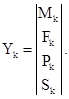 Y_k = | M_k |
| F_k |
| P_k |
| S_k | .